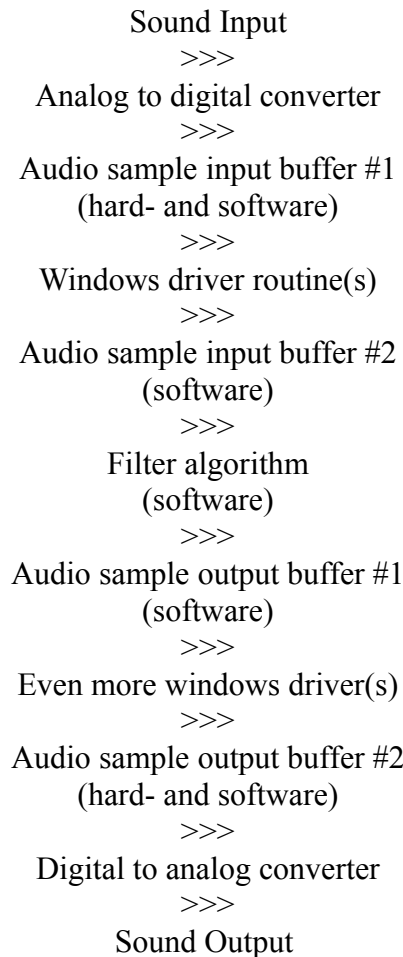 Sound Input
>>>
Analog to digital converter
>>>
Audio sample input buffer #1
(hard- and software)
>>>
Windows driver routine(s)
>>>
Audio sample input buffer #2
(software)
>>>
Filter algorithm
(software)
>>>
Audio sample output buffer #1
(software)
>>>
Even more windows driver(s)
>>>
Audio sample output buffer #2
(hard- and software)
>>>
Digital to analog converter
>>>
Sound Output